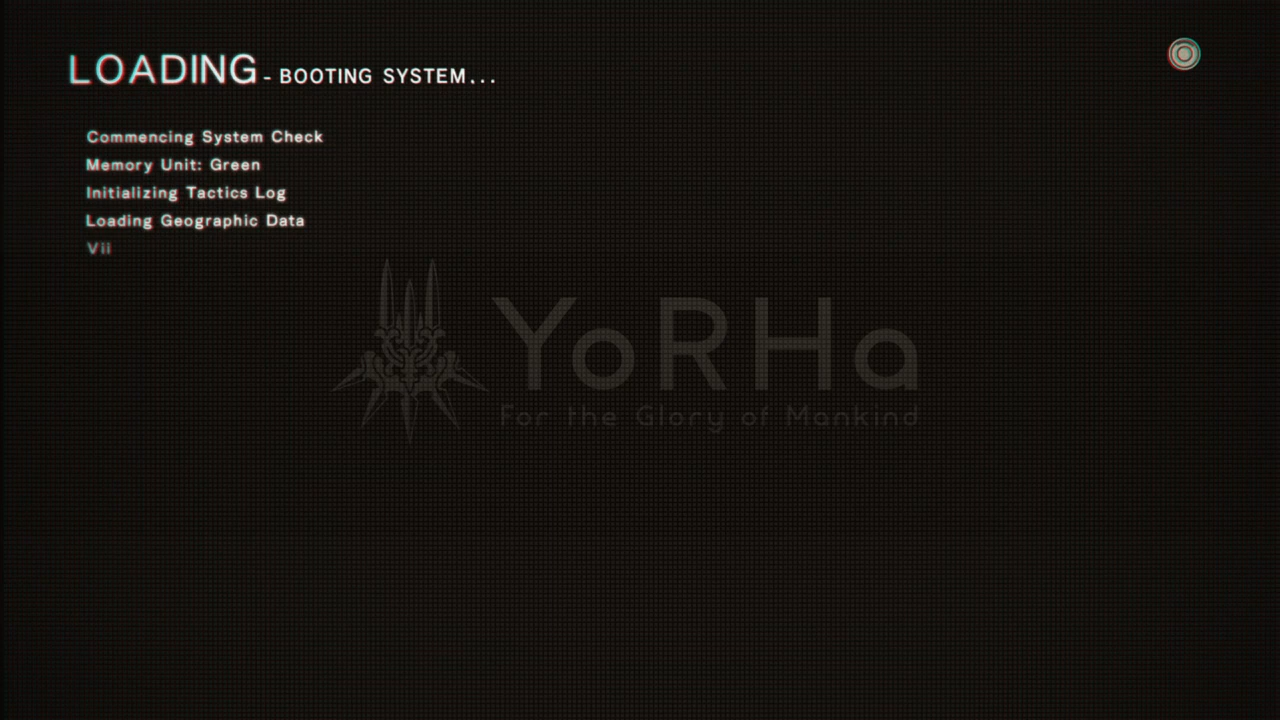 LOADING - BOOTING SYSTEM...
Commencing System Check
Memory Unit: Green
Initializing Tactics Log
Loading Geographic Data
Vii
YoRHa
For the Glory of Mankind